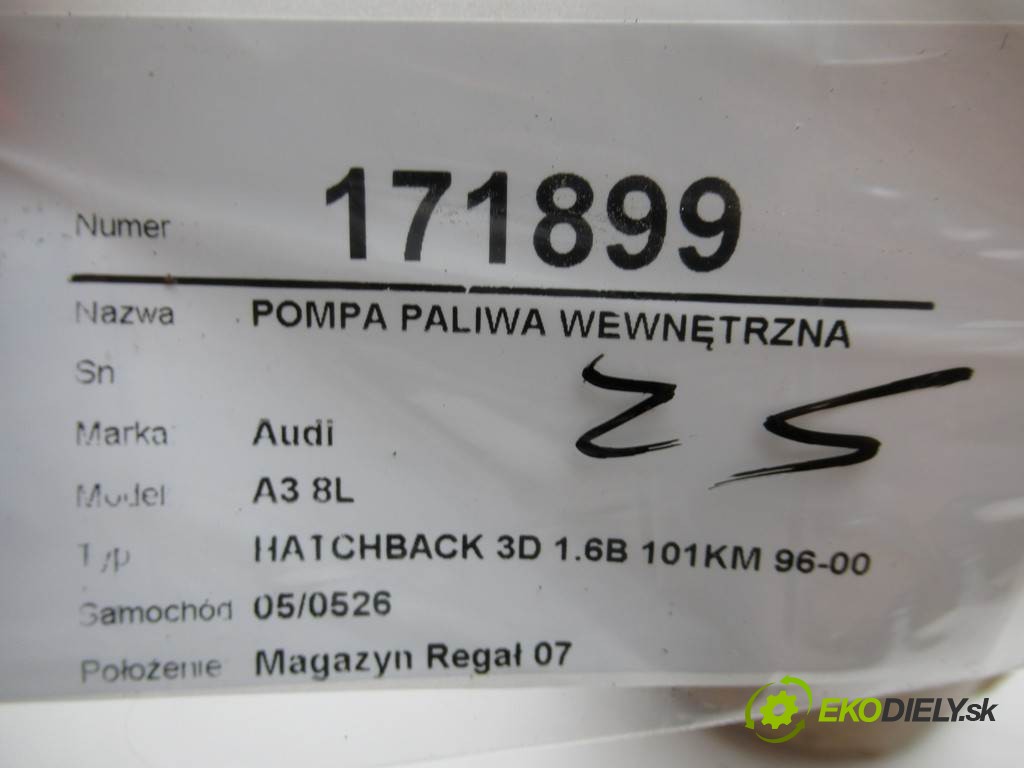 Numer 171899
Nazwa POMPA PALIWA WEWNĘTRZNA
Sn
Marka Audi
Model A3 8L
Typ HATCHBACK 3D 1.6B 101KM 96-00
Samochód 05/0526
Położenie Magazyn Regał 07
EKODIELY.sk